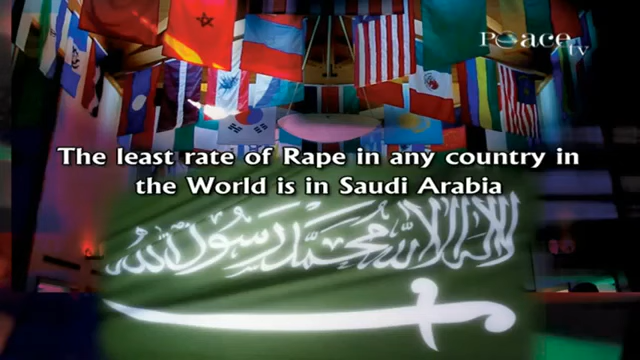 Peace TV
The least rate of Rape in any country in
the World is in Saudi Arabia
لا إله إلا الله محمد رسول الله